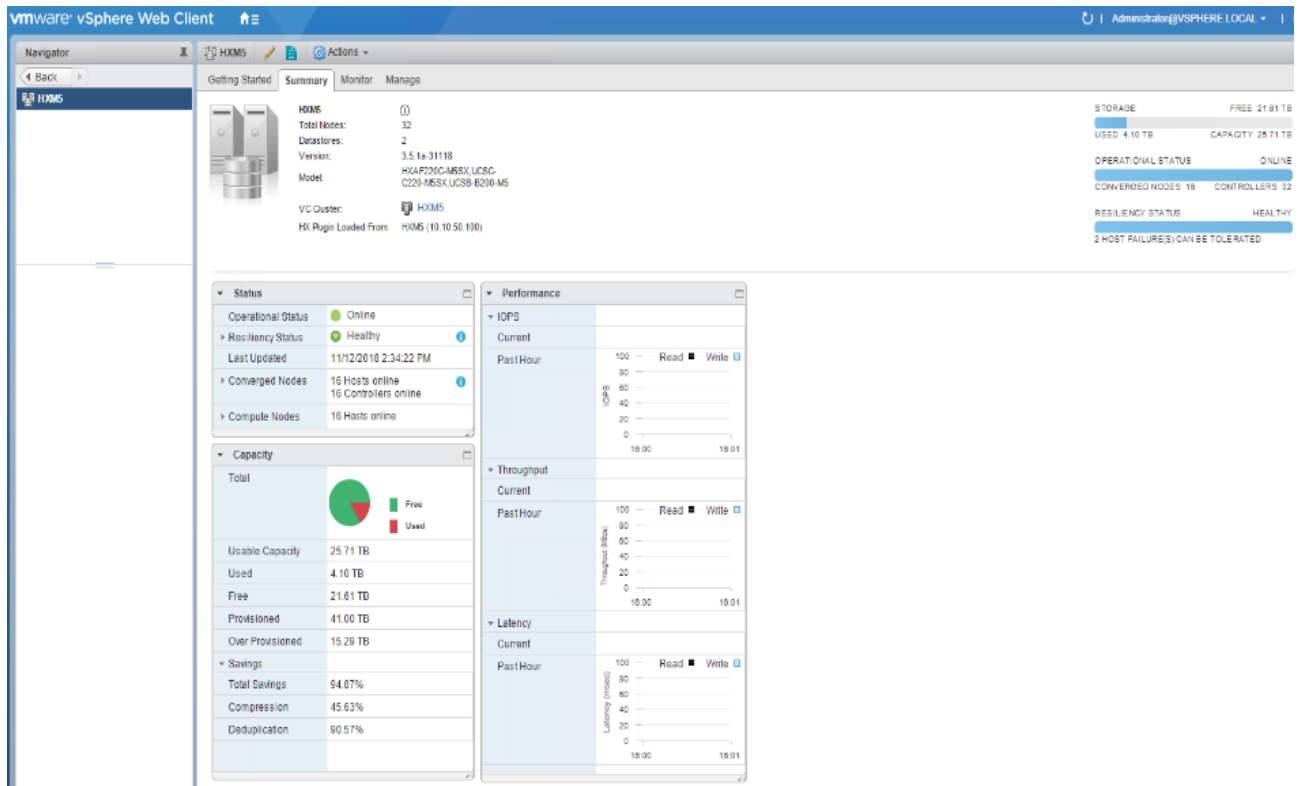 vmware® vSphere Web Client
Administrator@VSPHERE.LOCAL
Navigator
Back
HXM5
HXM5 Actions
Getting Started Summary Monitor Manage
HXM5
Total Nodes: 32
Datastores: 2
Version: 3.5.1a-31118
Model: HXAF220C-M5SX,UCSC-
C220-M5SX,UCSB-B200-M5
VC Cluster: HXM5
HX Plugin Loaded From: HXM5 (10.10.50.100)
STORAGE FREE 21.61 TB
USED 4.10 TB CAPACITY 25.71 TB
OPERATIONAL STATUS ONLINE
CONVERGED NODES 16 CONTROLLERS 32
RESILIENCY STATUS HEALTHY
2 HOST FAILURE(S) CAN BE TOLERATED
Status
Operational Status Online
Resiliency Status Healthy
Last Updated 11/12/2018 2:34:22 PM
Converged Nodes 16 Hosts online
16 Controllers online
Compute Nodes 16 Hosts online
Capacity
Total
Free
Used
Usable Capacity 25.71 TB
Used 4.10 TB
Free 21.61 TB
Provisioned 41.00 TB
Over Provisioned 15.29 TB
Savings
Total Savings 94.87%
Compression 45.63%
Deduplication 90.57%
Performance
IOPS
Current
Past Hour
Read Write
100
80
60
40
20
0
IOPS
16:00 16:01
Throughput
Current
Past Hour
Read Write
100
80
60
40
20
0
Throughput (MBps)
16:00 16:01
Latency
Current
Past Hour
Read Write
100
80
60
40
20
0
Latency (msec)
16:00 16:01